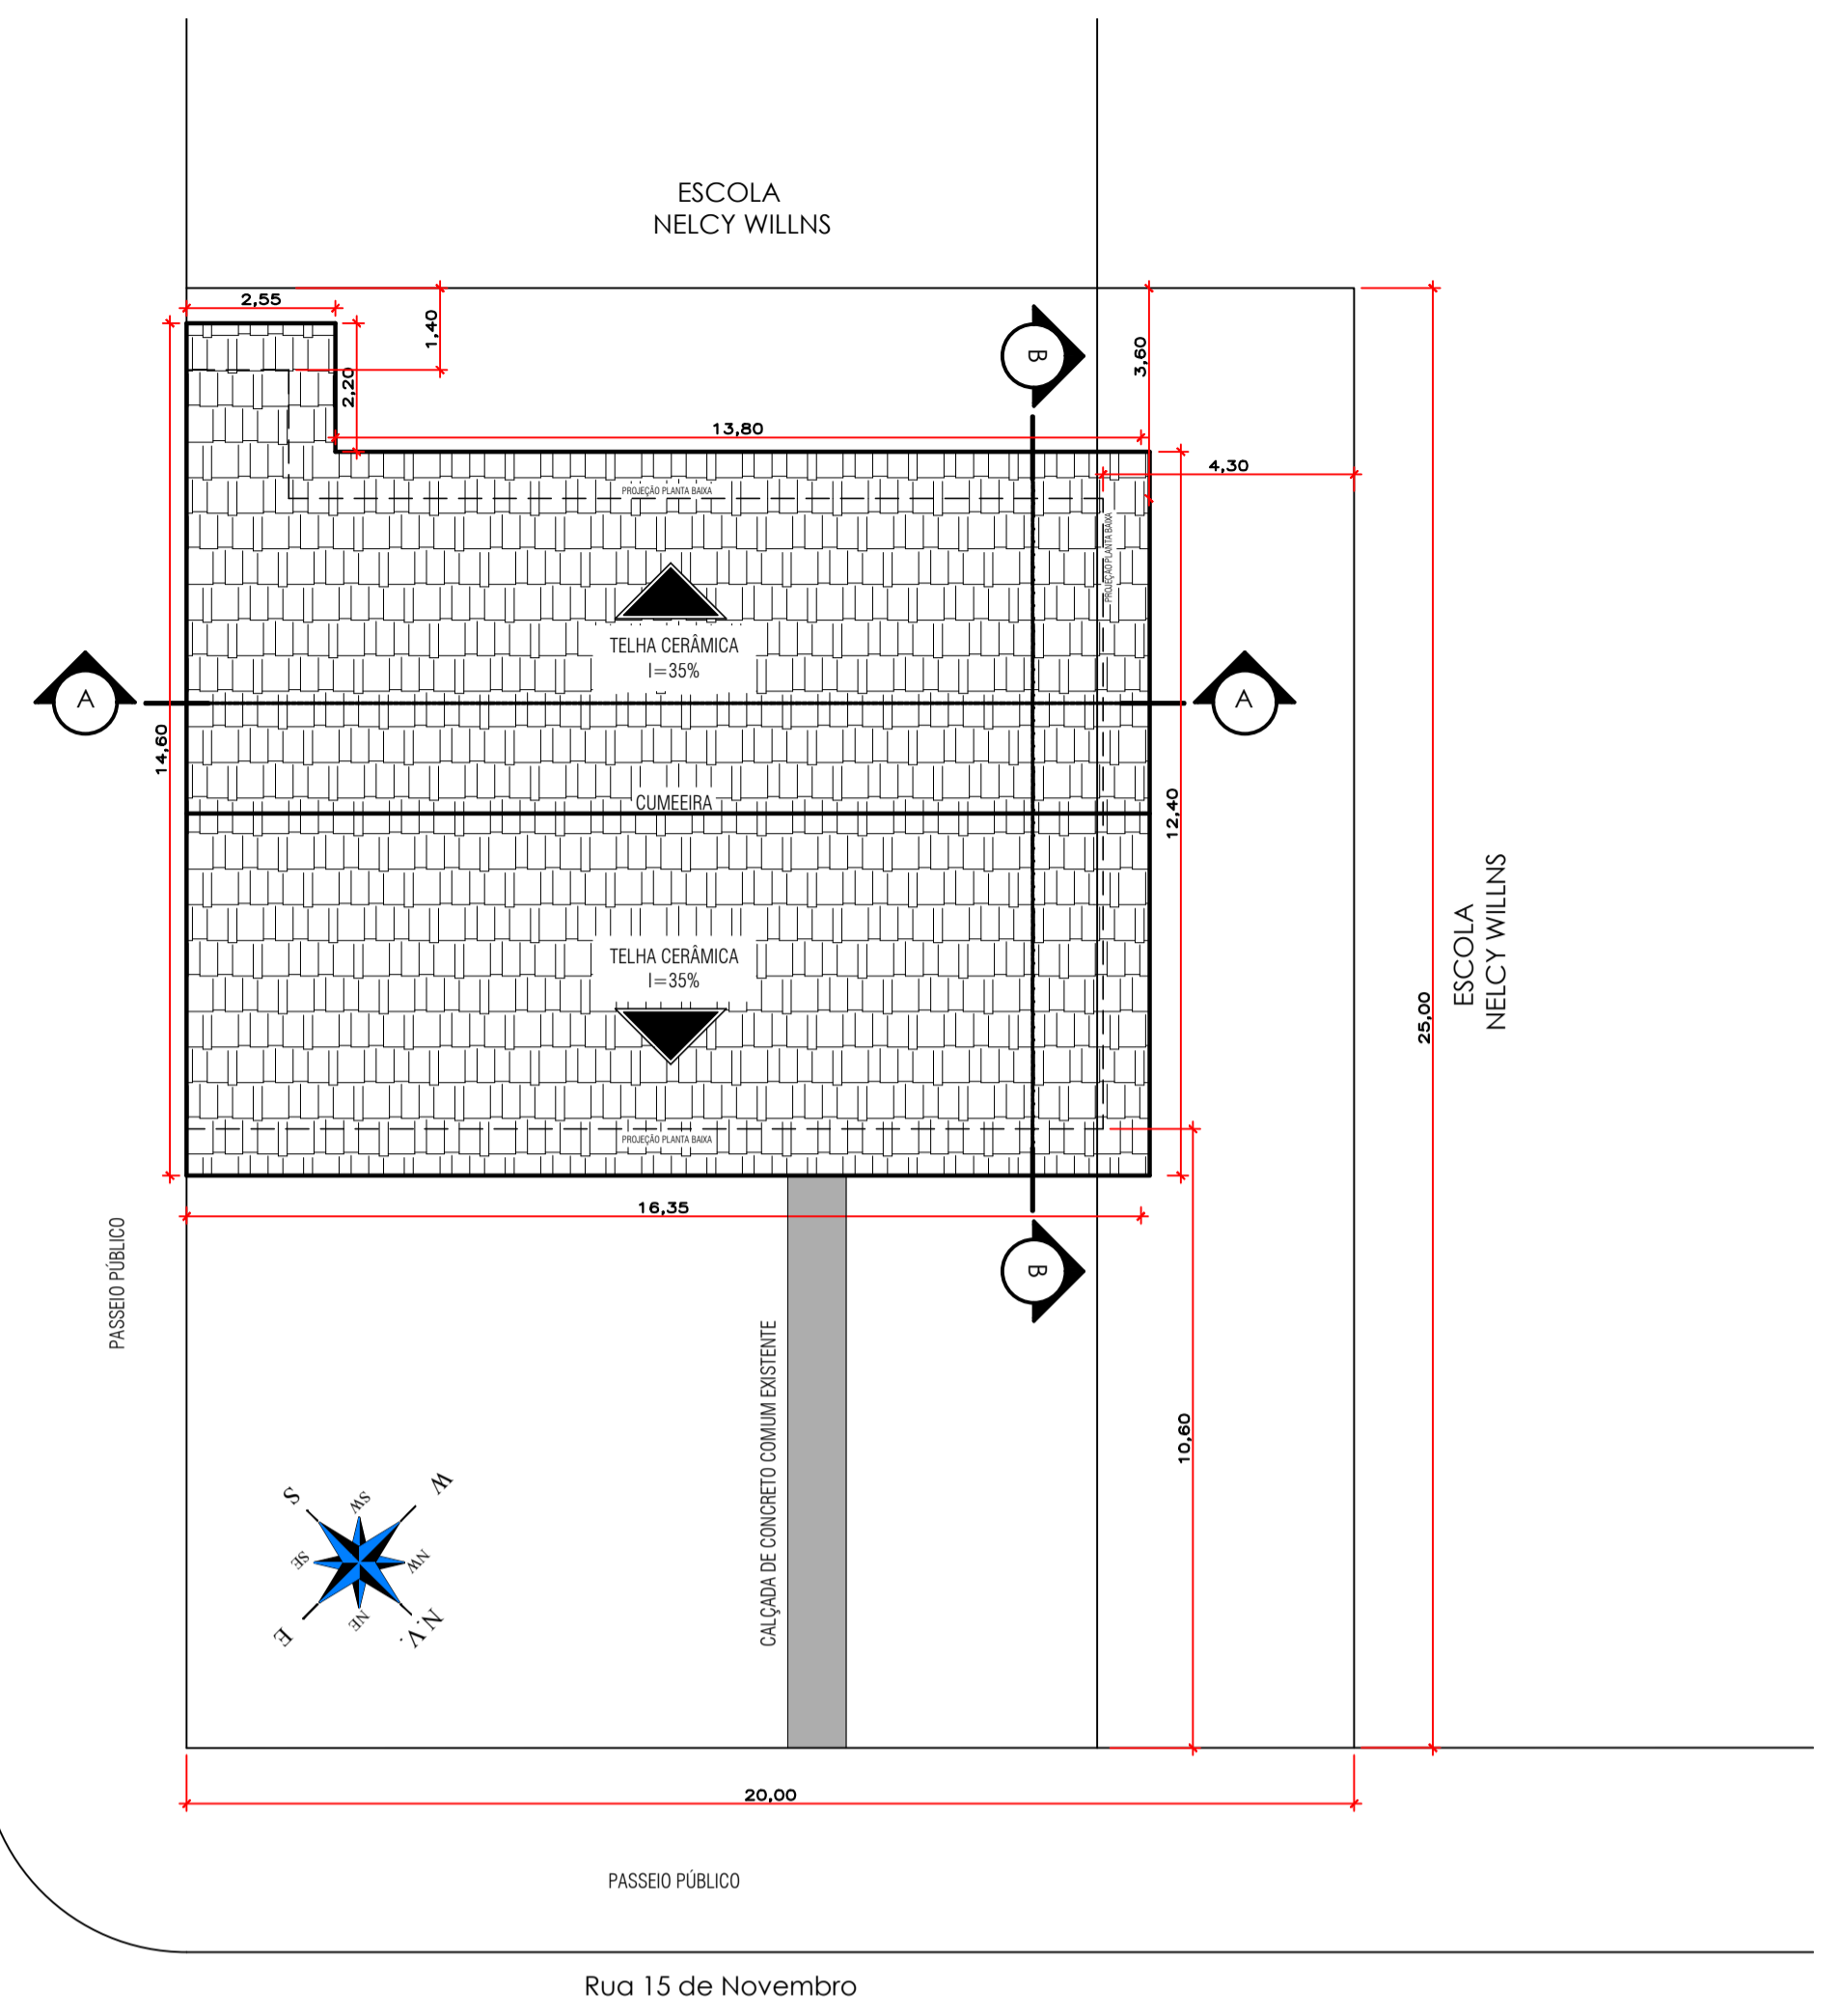 ESCOLA
NELCY WILLNS
2,55
1,40
2,20
3,60
B
13,80
4,30
PROJEÇÃO PLANTA BAIXA
PROJEÇÃO PLANTA BAIXA
TELHA CERÂMICA
I=35%
A
A
14,60
CUMEEIRA
12,40
TELHA CERÂMICA
I=35%
ESCOLA
NELCY WILLNS
25,00
PROJEÇÃO PLANTA BAIXA
16,35
B
PASSEIO PÚBLICO
CALÇADA DE CONCRETO COMUM EXISTENTE
10,60
S
SW
W
SE
NW
E
NE
N.V.
20,00
PASSEIO PÚBLICO
Rua 15 de Novembro